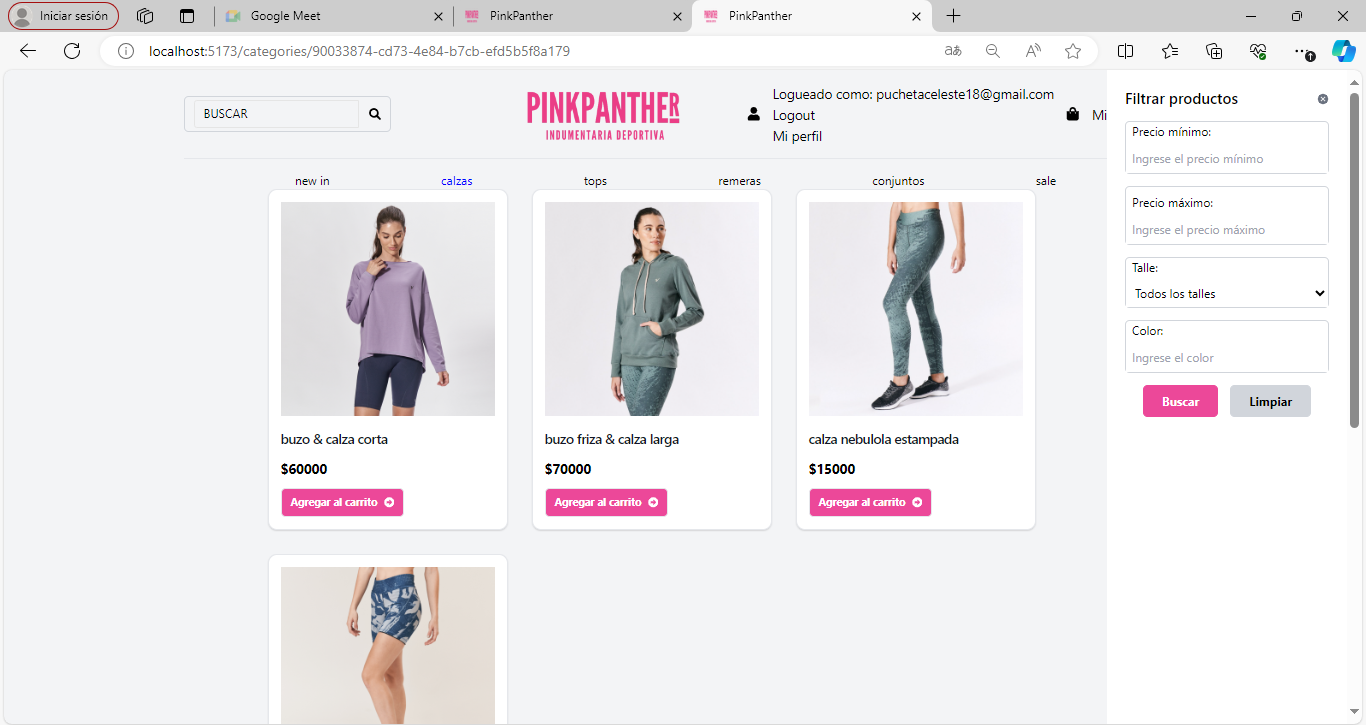 Iniciar sesión
Google Meet
PinkPanther
PinkPanther
localhost:5173/categories/90033874-cd73-4e84-b7cb-efd5b5f8a179
BUSCAR
PINKPANTHER
INDUMENTARIA DEPORTIVA
Logueado como: puchetaceleste18@gmail.com
Logout
Mi perfil
Mi
new in
calzas
tops
remeras
conjuntos
sale
buzo & calza corta
$60000
Agregar al carrito
buzo friza & calza larga
$70000
Agregar al carrito
calza nebulola estampada
$15000
Agregar al carrito
Filtrar productos
Precio mínimo:
Ingrese el precio mínimo
Precio máximo:
Ingrese el precio máximo
Talle:
Todos los talles
Color:
Ingrese el color
Buscar
Limpiar